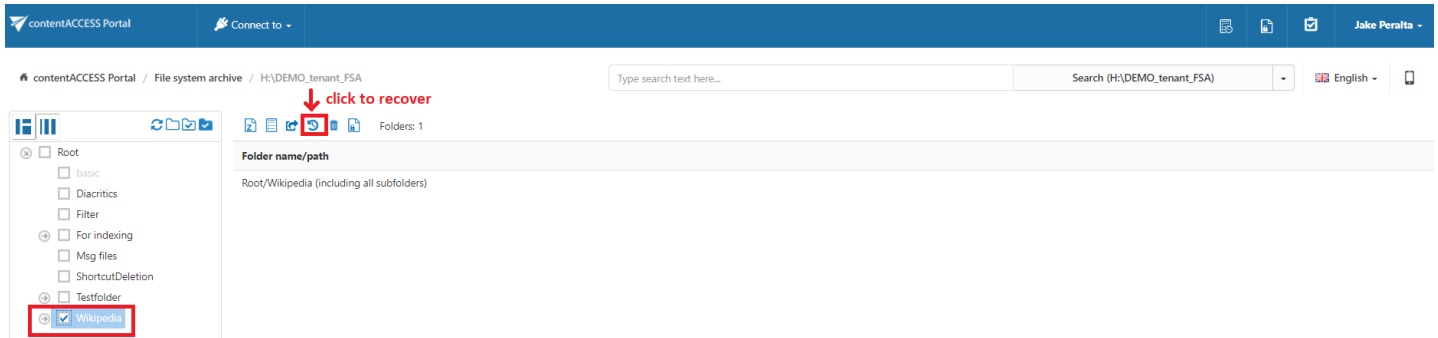 contentACCESS Portal
Connect to
Jake Peralta
contentACCESS Portal / File system archive / H:\DEMO_tenant_FSA
Type search text here...
Search (H:\DEMO_tenant_FSA)
English
click to recover
Folders: 1
Root
Folder name/path
basic
Root/Wikipedia (including all subfolders)
Diacritics
Filter
For indexing
Msg files
ShortcutDeletion
Testfolder
Wikipedia